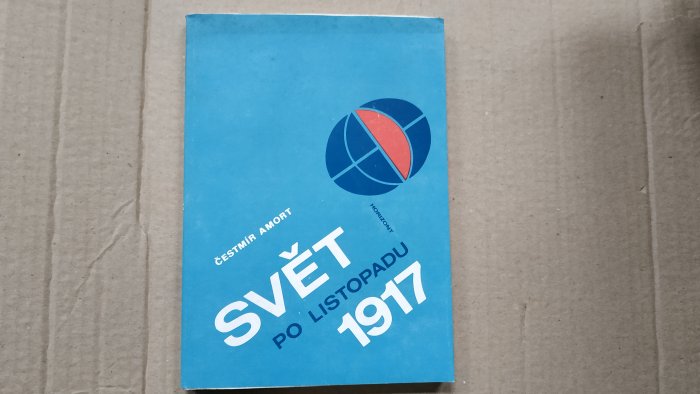 HORIZONT
ČESTMÍR AMORT
SVĚT
PO LISTOPADU
1917